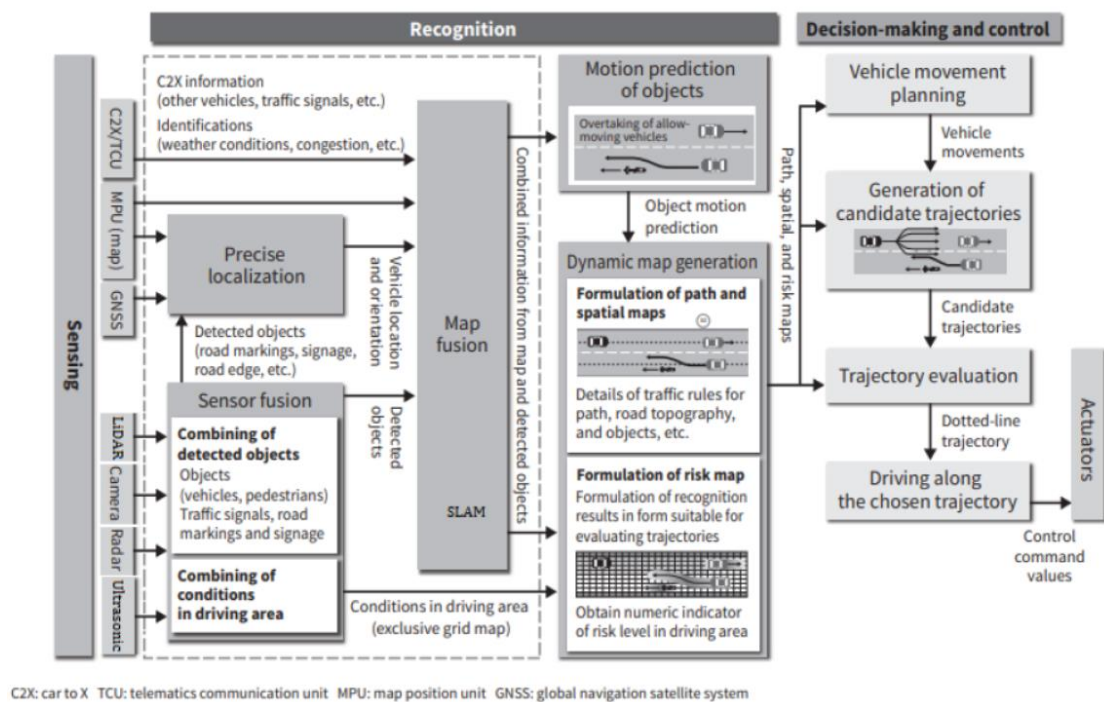 Recognition
Decision-making and control
Sensing
C2X/TCU
MPU (map)
GNSS
LiDAR
Camera
Radar
Ultrasonic
C2X information
(other vehicles, traffic signals, etc.)
Identifications
(weather conditions, congestion, etc.)
Precise
localization
Vehicle location
and orientation
Detected objects
(road markings, signage,
road edge, etc.)
Sensor fusion
Combining of
detected objects
Objects
(vehicles, pedestrians)
Traffic signals, road
markings and signage
Combining of
conditions
in driving area
Detected
objects
Map
fusion
SLAM
Combined information from map and detected objects
Conditions in driving area
(exclusive grid map)
Motion prediction
of objects
Overtaking of allow-
moving vehicles
Object motion
prediction
Dynamic map generation
Formulation of path and
spatial maps
Details of traffic rules for
path, road topography,
and objects, etc.
Formulation of risk map
Formulation of recognition
results in form suitable for
evaluating trajectories
Obtain numeric indicator
of risk level in driving area
Path, spatial, and risk maps
Vehicle movement
planning
Vehicle
movements
Generation of
candidate trajectories
Candidate
trajectories
Trajectory evaluation
Dotted-line
trajectory
Driving along
the chosen trajectory
Control
command
values
Actuators
C2X: car to X TCU: telematics communication unit MPU: map position unit GNSS: global navigation satellite system